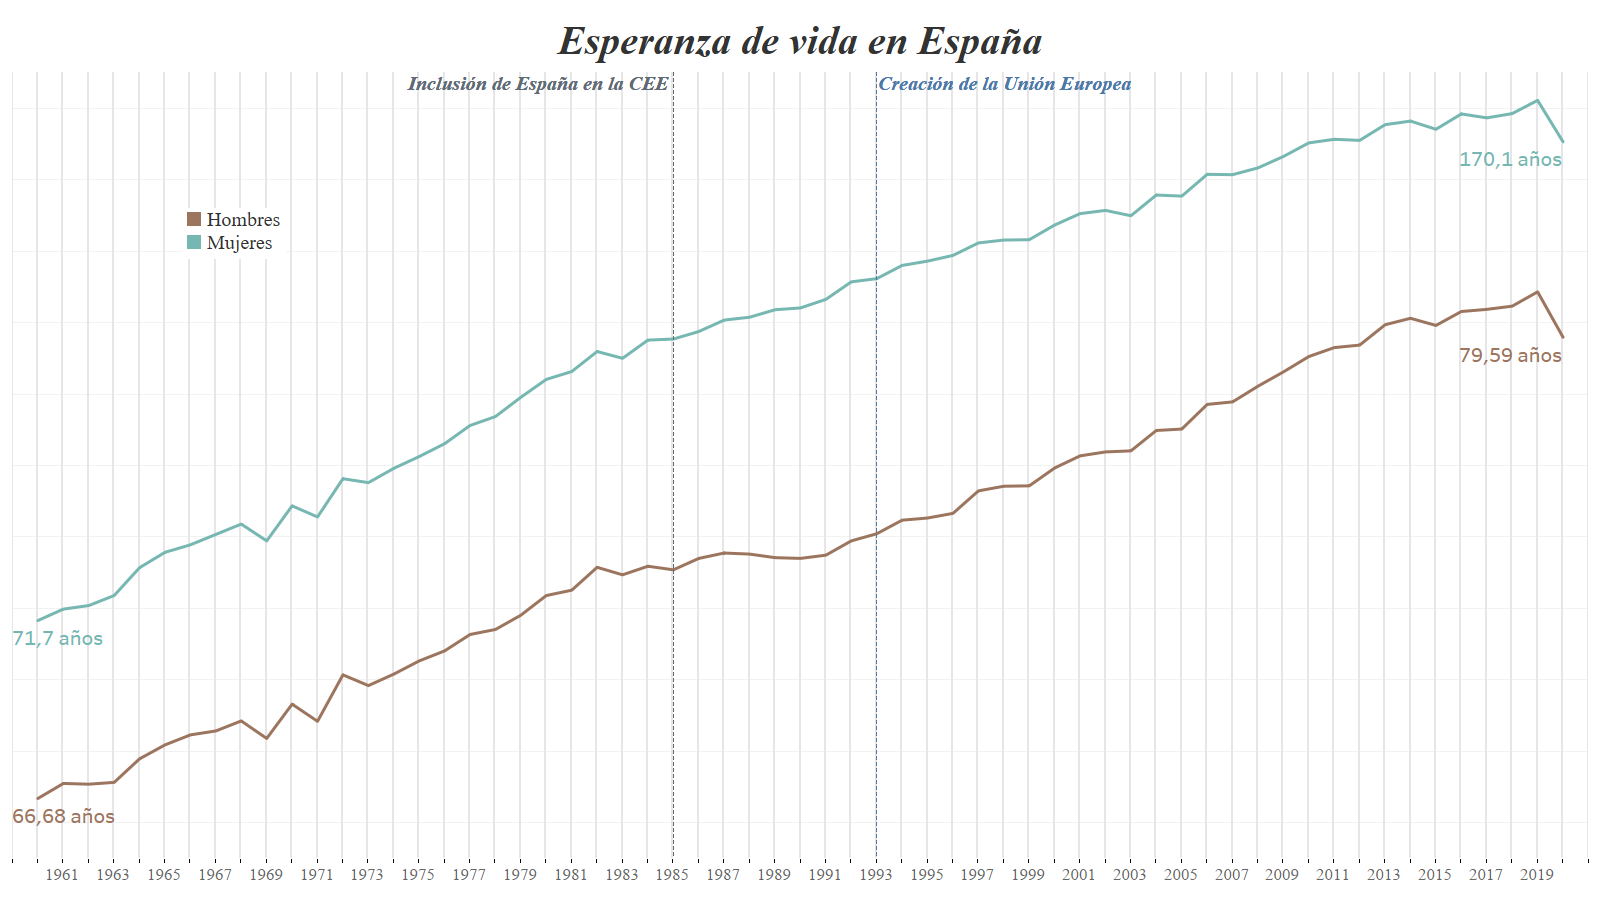 Esperanza de vida en España
Inclusión de España en la CEE
Creación de la Unión Europea
170,1 años
Hombres
Mujeres
79,59 años
71,7 años
66,68 años
1961 1963 1965 1967 1969 1971 1973 1975 1977 1979 1981 1983 1985 1987 1989 1991 1993 1995 1997 1999 2001 2003 2005 2007 2009 2011 2013 2015 2017 2019